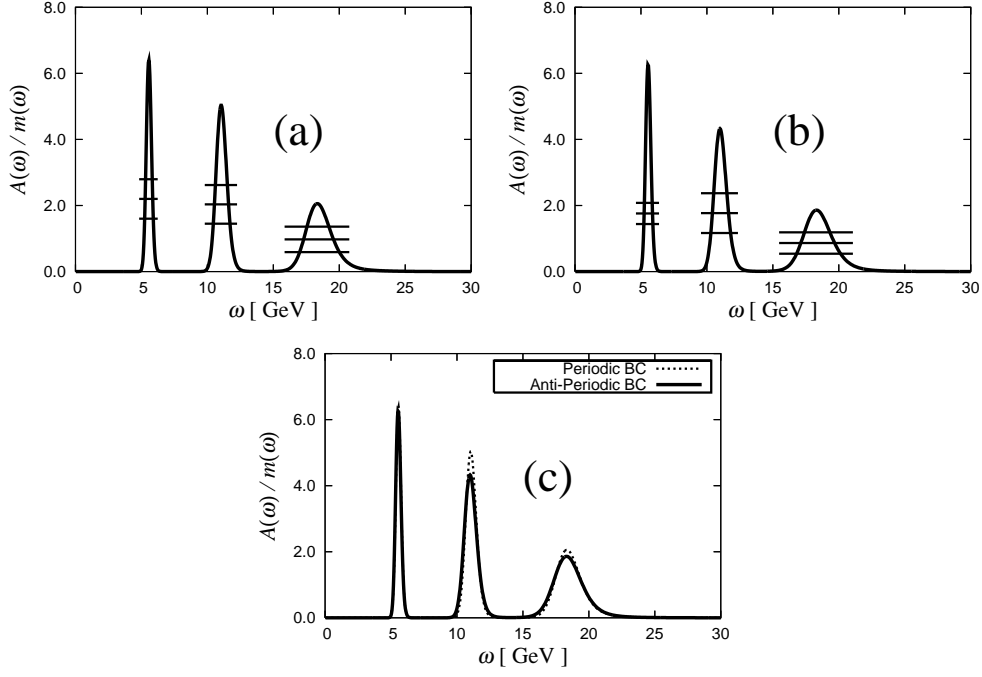 8.0
6.0
4.0
2.0
0.0
A(ω) / m(ω)
(a)
0 5 10 15 20 25 30
ω [ GeV ]
8.0
6.0
4.0
2.0
0.0
A(ω) / m(ω)
(b)
0 5 10 15 20 25 30
ω [ GeV ]
8.0
6.0
4.0
2.0
0.0
A(ω) / m(ω)
Periodic BC
Anti-Periodic BC
(c)
0 5 10 15 20 25 30
ω [ GeV ]